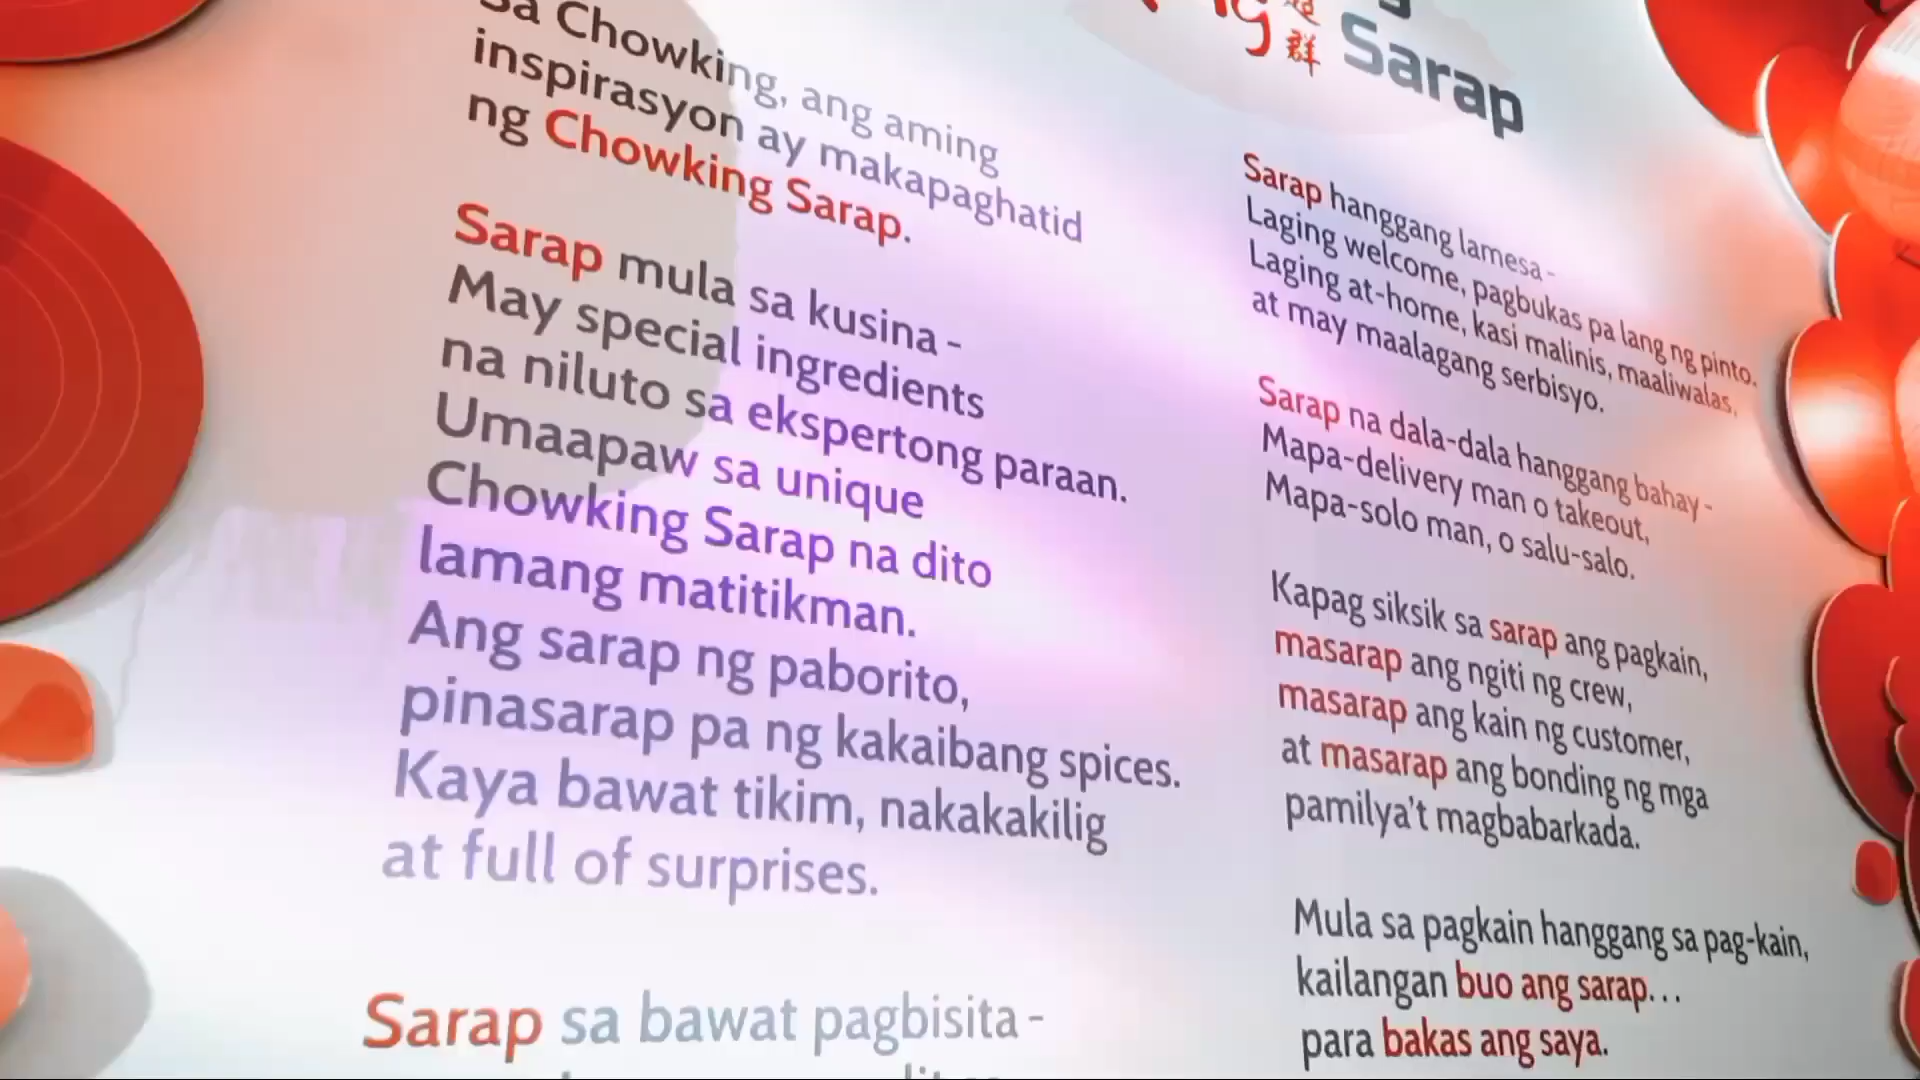 Sa Chowking, ang aming
inspirasyon ay makapaghatid
ng Chowking Sarap.
Sarap mula sa kusina -
May special ingredients
na niluto sa ekspertong paraan.
Umaapaw sa unique
Chowking Sarap na dito
lamang matitikman.
Ang sarap ng paborito,
pinasarap pa ng kakaibang spices.
Kaya bawat tikim, nakakakilig
at full of surprises.
Sarap sa bawat pagbisita -
群 Sarap
Sarap hanggang lamesa -
Laging welcome, pagbukas pa lang ng pinto.
Laging at-home, kasi malinis, maaliwalas,
at may maalagang serbisyo.
Sarap na dala-dala hanggang bahay -
Mapa-delivery man o takeout,
Mapa-solo man, o salu-salo.
Kapag siksik sa sarap ang pagkain,
masarap ang ngiti ng crew,
masarap ang kain ng customer,
at masarap ang bonding ng mga
pamilya't magbabarkada.
Mula sa pagkain hanggang sa pag-kain,
kailangan buo ang sarap...
para bakas ang saya.